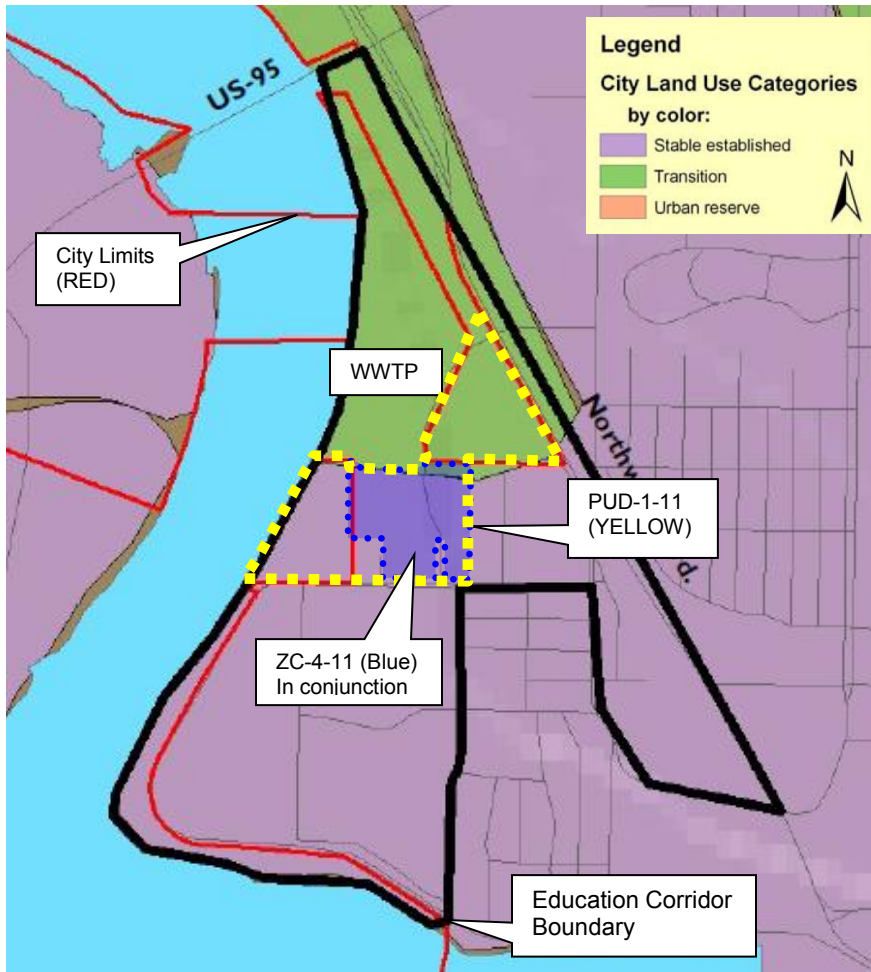 Legend
City Land Use Categories
by color:
Stable established
Transition
Urban reserve
N
US-95
City Limits
(RED)
WWTP
Northw
d.
PUD-1-11
(YELLOW)
ZC-4-11 (Blue)
In conjunction
Education Corridor
Boundary